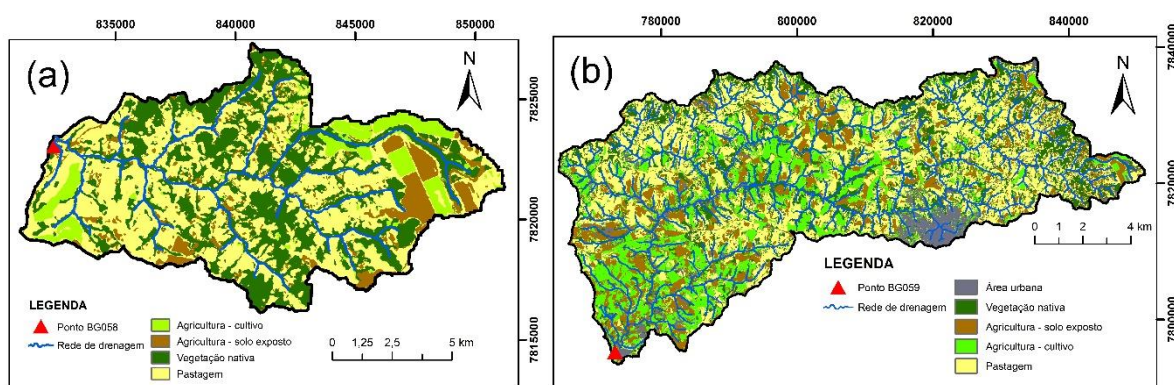 835000 840000 845000 850000
(a)
N
7825000
7820000
7815000
LEGENDA
Ponto BG058
Rede de drenagem
Agricultura - cultivo
Agricultura - solo exposto
Vegetação nativa
Pastagem
0 1,25 2,5 5 km
780000 800000 820000 840000
(b)
N
7840000
7820000
7800000
0 1 2 4 km
LEGENDA
Ponto BG059
Rede de drenagem
Área urbana
Vegetação nativa
Agricultura - solo exposto
Agricultura - cultivo
Pastagem